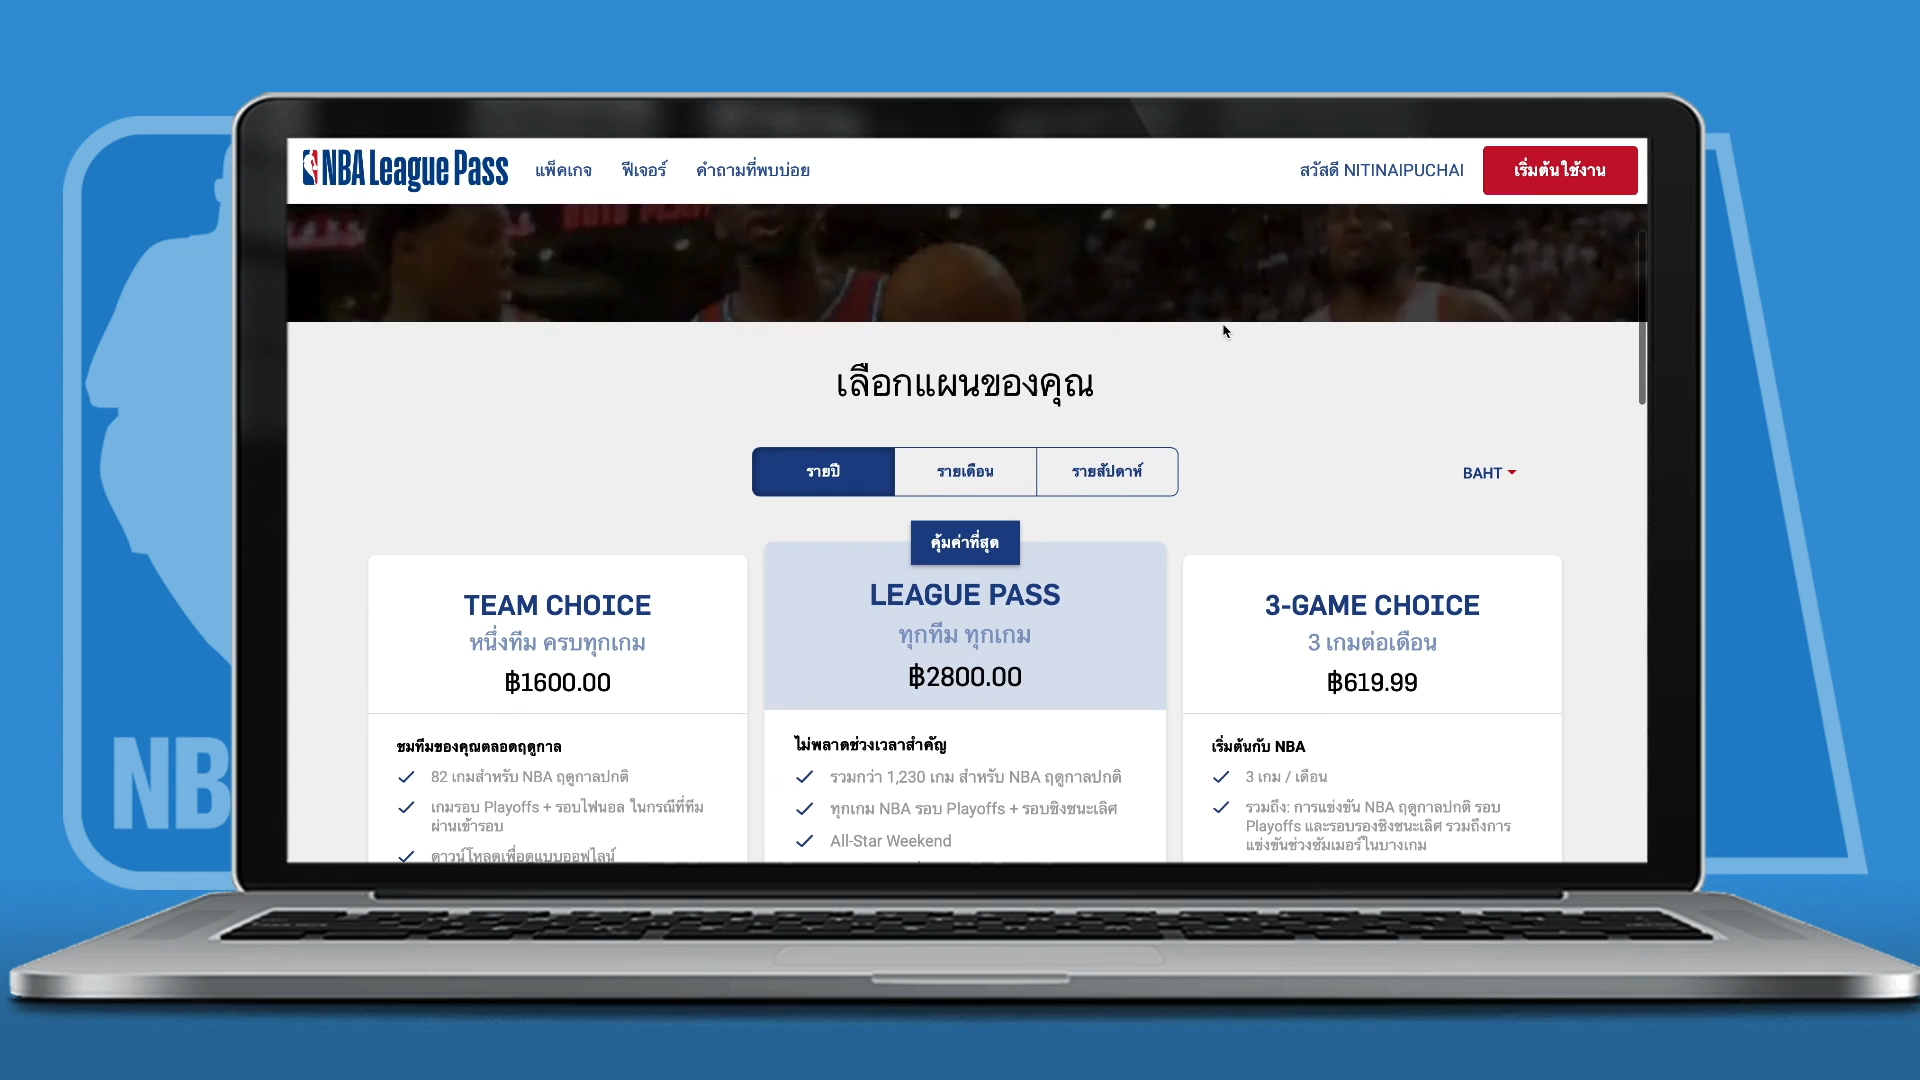 NBA League Pass
แพ็คเกจ
ฟีเจอร์
คำถามที่พบบ่อย
สวัสดี NITINAIPUCHAI
เริ่มต้นใช้งาน
เลือกแผนของคุณ
รายปี
รายเดือน
รายสัปดาห์
BAHT
TEAM CHOICE
หนึ่งทีม ครบทุกเกม
฿1600.00
ชมทีมของคุณตลอดฤดูกาล
82 เกมสำหรับ NBA ฤดูกาลปกติ
เกมรอบ Playoffs + รอบไฟนอล ในกรณีที่ทีม
ผ่านเข้ารอบ
ดาวน์โหลดเพื่อดูแบบออฟไลน์
คุ้มค่าที่สุด
LEAGUE PASS
ทุกทีม ทุกเกม
฿2800.00
ไม่พลาดช่วงเวลาสำคัญ
รวมกว่า 1,230 เกม สำหรับ NBA ฤดูกาลปกติ
ทุกเกม NBA รอบ Playoffs + รอบชิงชนะเลิศ
All-Star Weekend
3-GAME CHOICE
3 เกมต่อเดือน
฿619.99
เริ่มต้นกับ NBA
3 เกม / เดือน
รวมถึง: การแข่งขัน NBA ฤดูกาลปกติ รอบ
Playoffs และรอบรองชิงชนะเลิศ รวมถึงการ
แข่งขันช่วงซัมเมอร์ในบางเกม
NB